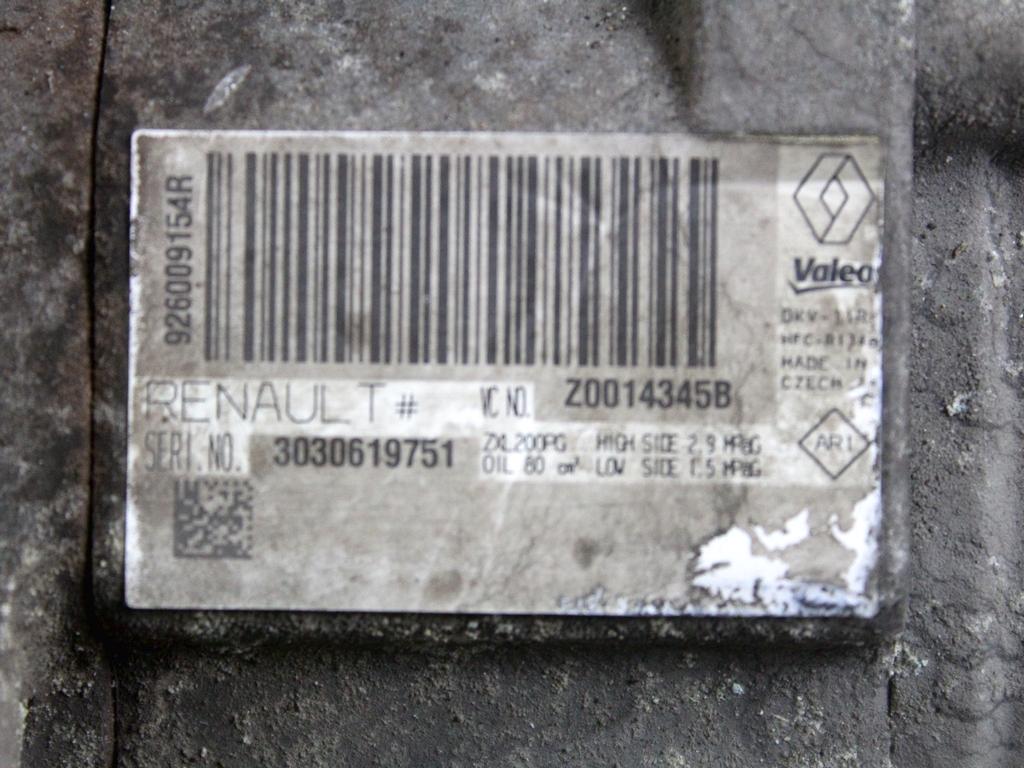 926009154R
Valeo
MADE IN
CZECH
RENAULT # VC NO. Z0014345B
SERI.NO. 3030619751
ZXL200PG HIGH SIDE 2.9 MPaG
OIL 80 cm³ LOW SIDE 1.5 MPaG
AR1